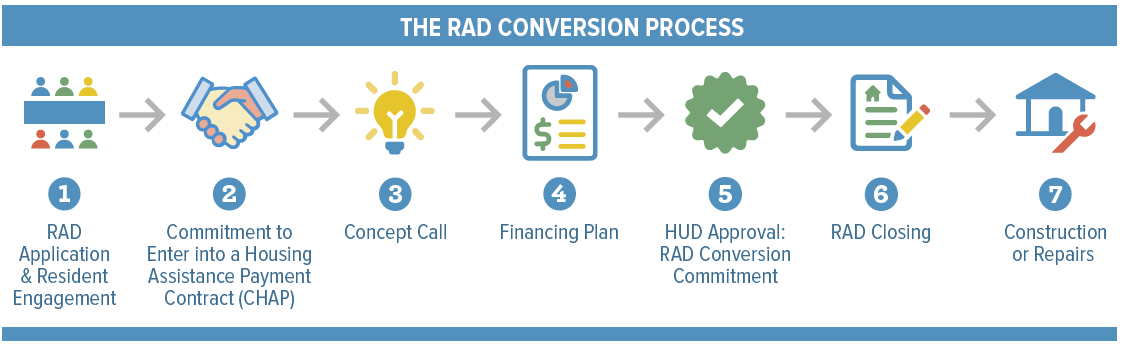 THE RAD CONVERSION PROCESS
$
1
RAD
Application
& Resident
Engagement
2
Commitment to
Enter into a Housing
Assistance Payment
Contract (CHAP)
3
Concept Call
4
Financing Plan
5
HUD Approval:
RAD Conversion
Commitment
6
RAD Closing
7
Construction
or Repairs